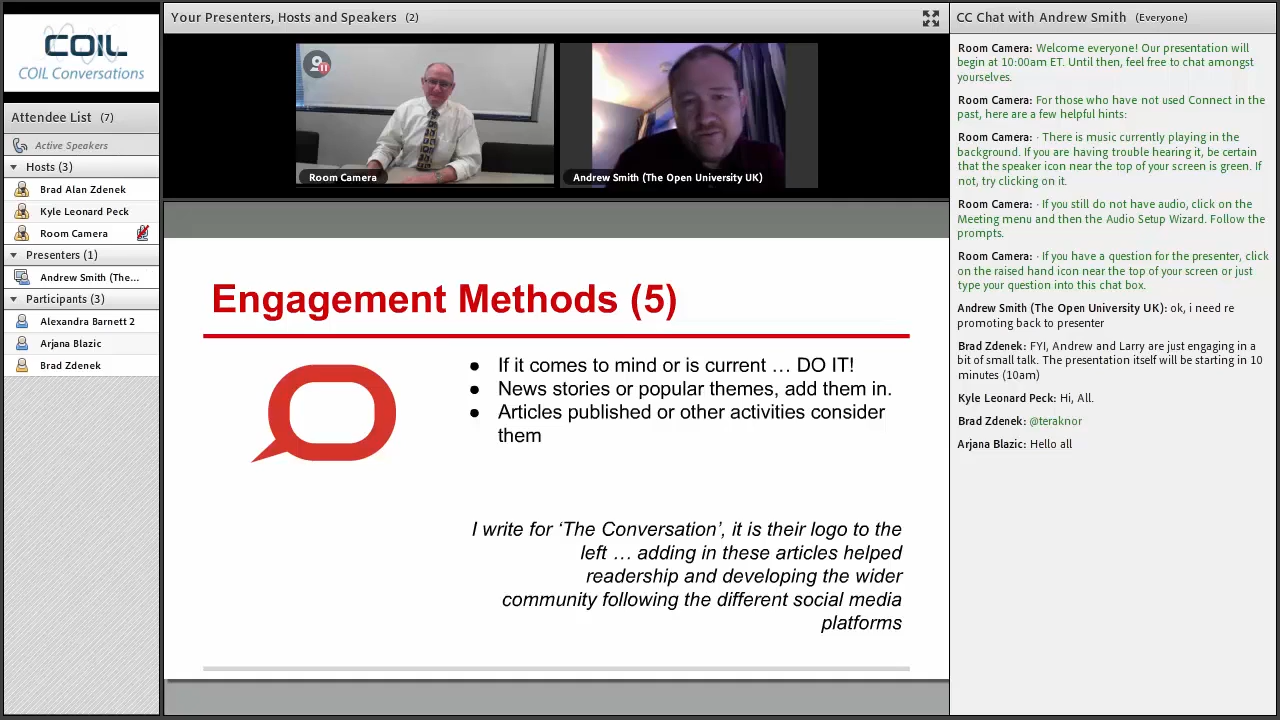 COIL
COIL Conversations
Attendee List (7)
Active Speakers
Hosts (3)
Brad Alan Zdenek
Kyle Leonard Peck
Room Camera
Presenters (1)
Andrew Smith (The...
Participants (3)
Alexandra Barnett 2
Arjana Blazic
Brad Zdenek
Your Presenters, Hosts and Speakers (2)
Room Camera
Andrew Smith (The Open University UK)
Engagement Methods (5)
● If it comes to mind or is current … DO IT!
● News stories or popular themes, add them in.
● Articles published or other activities consider
them
I write for ‘The Conversation’, it is their logo to the
left … adding in these articles helped
readership and developing the wider
community following the different social media
platforms
CC Chat with Andrew Smith (Everyone)
Room Camera: Welcome everyone! Our presentation will
begin at 10:00am ET. Until then, feel free to chat amongst
yourselves.
Room Camera: For those who have not used Connect in the
past, here are a few helpful hints:
Room Camera: · There is music currently playing in the
background. If you are having trouble hearing it, be certain
that the speaker icon near the top of your screen is green. If
not, try clicking on it.
Room Camera: · If you still do not have audio, click on the
Meeting menu and then the Audio Setup Wizard. Follow the
prompts.
Room Camera: · If you have a question for the presenter, click
on the raised hand icon near the top of your screen or just
type your question into this chat box.
Andrew Smith (The Open University UK): ok, i need re
promoting back to presenter
Brad Zdenek: FYI, Andrew and Larry are just engaging in a
bit of small talk. The presentation itself will be starting in 10
minutes (10am)
Kyle Leonard Peck: Hi, All.
Brad Zdenek: @teraknor
Arjana Blazic: Hello all